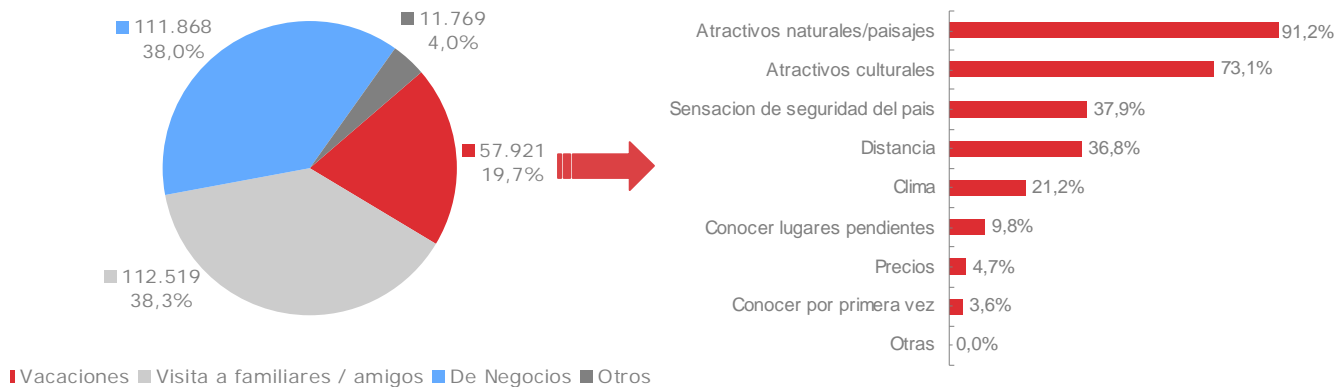 111.868
38,0%
11.769
4,0%
57.921
19,7%
112.519
38,3%
Vacaciones
Visita a familiares / amigos
De Negocios
Otros
Atractivos naturales/paisajes
91,2%
Atractivos culturales
73,1%
Sensacion de seguridad del pais
37,9%
Distancia
36,8%
Clima
21,2%
Conocer lugares pendientes
9,8%
Precios
4,7%
Conocer por primera vez
3,6%
Otras
0,0%